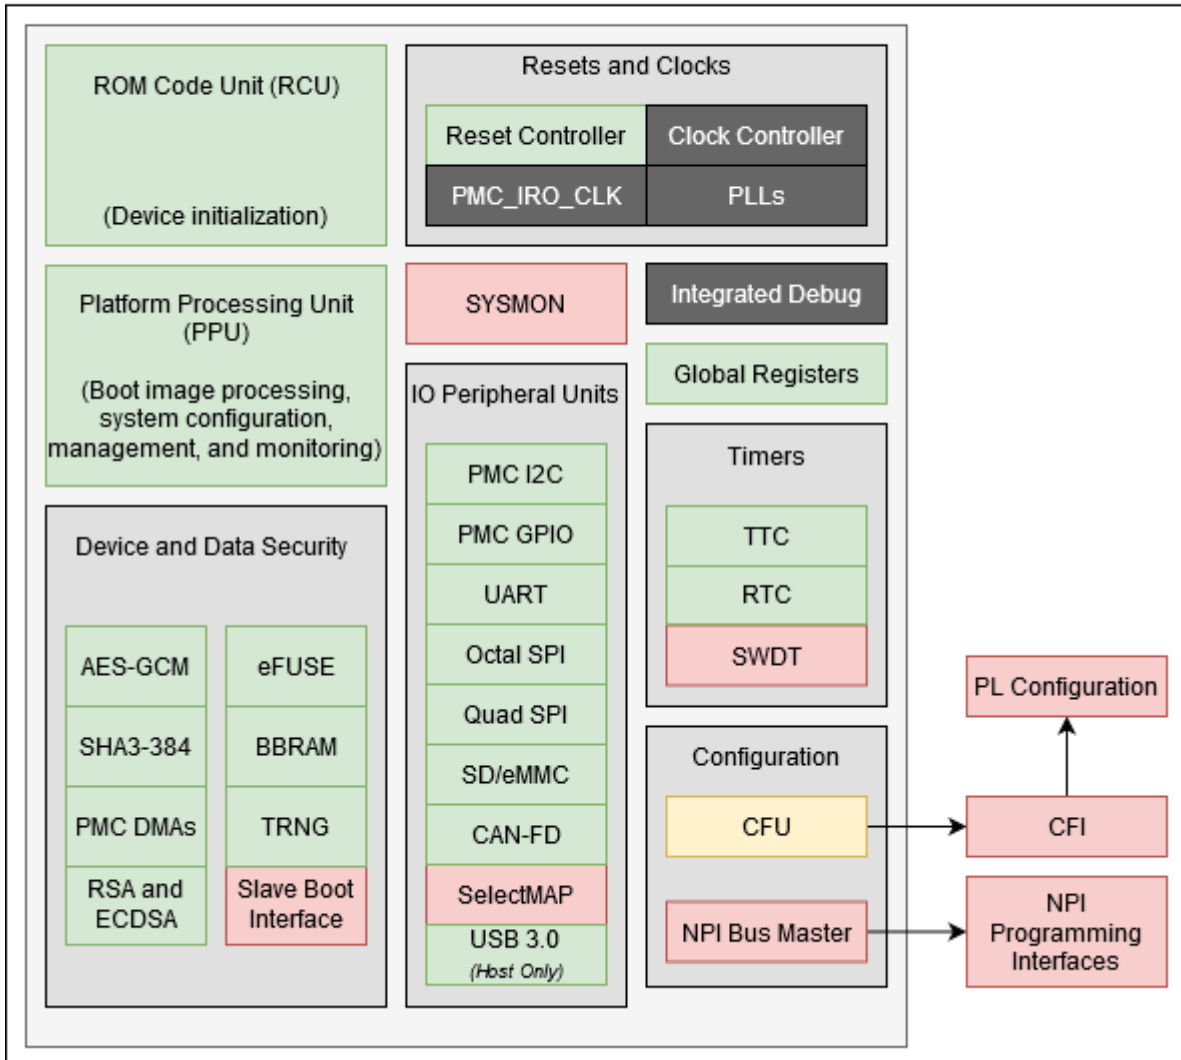 ROM Code Unit (RCU)
(Device initialization)
Resets and Clocks
Reset Controller
Clock Controller
PMC_IRO_CLK
PLLs
Platform Processing Unit
(PPU)
(Boot image processing,
system configuration,
management, and monitoring)
SYSMON
Integrated Debug
Global Registers
IO Peripheral Units
PMC I2C
PMC GPIO
UART
Octal SPI
Quad SPI
SD/eMMC
CAN-FD
SelectMAP
USB 3.0
(Host Only)
Timers
TTC
RTC
SWDT
Device and Data Security
AES-GCM
SHA3-384
PMC DMAs
RSA and
ECDSA
eFUSE
BBRAM
TRNG
Slave Boot
Interface
Configuration
CFU
NPI Bus Master
PL Configuration
CFI
NPI
Programming
Interfaces